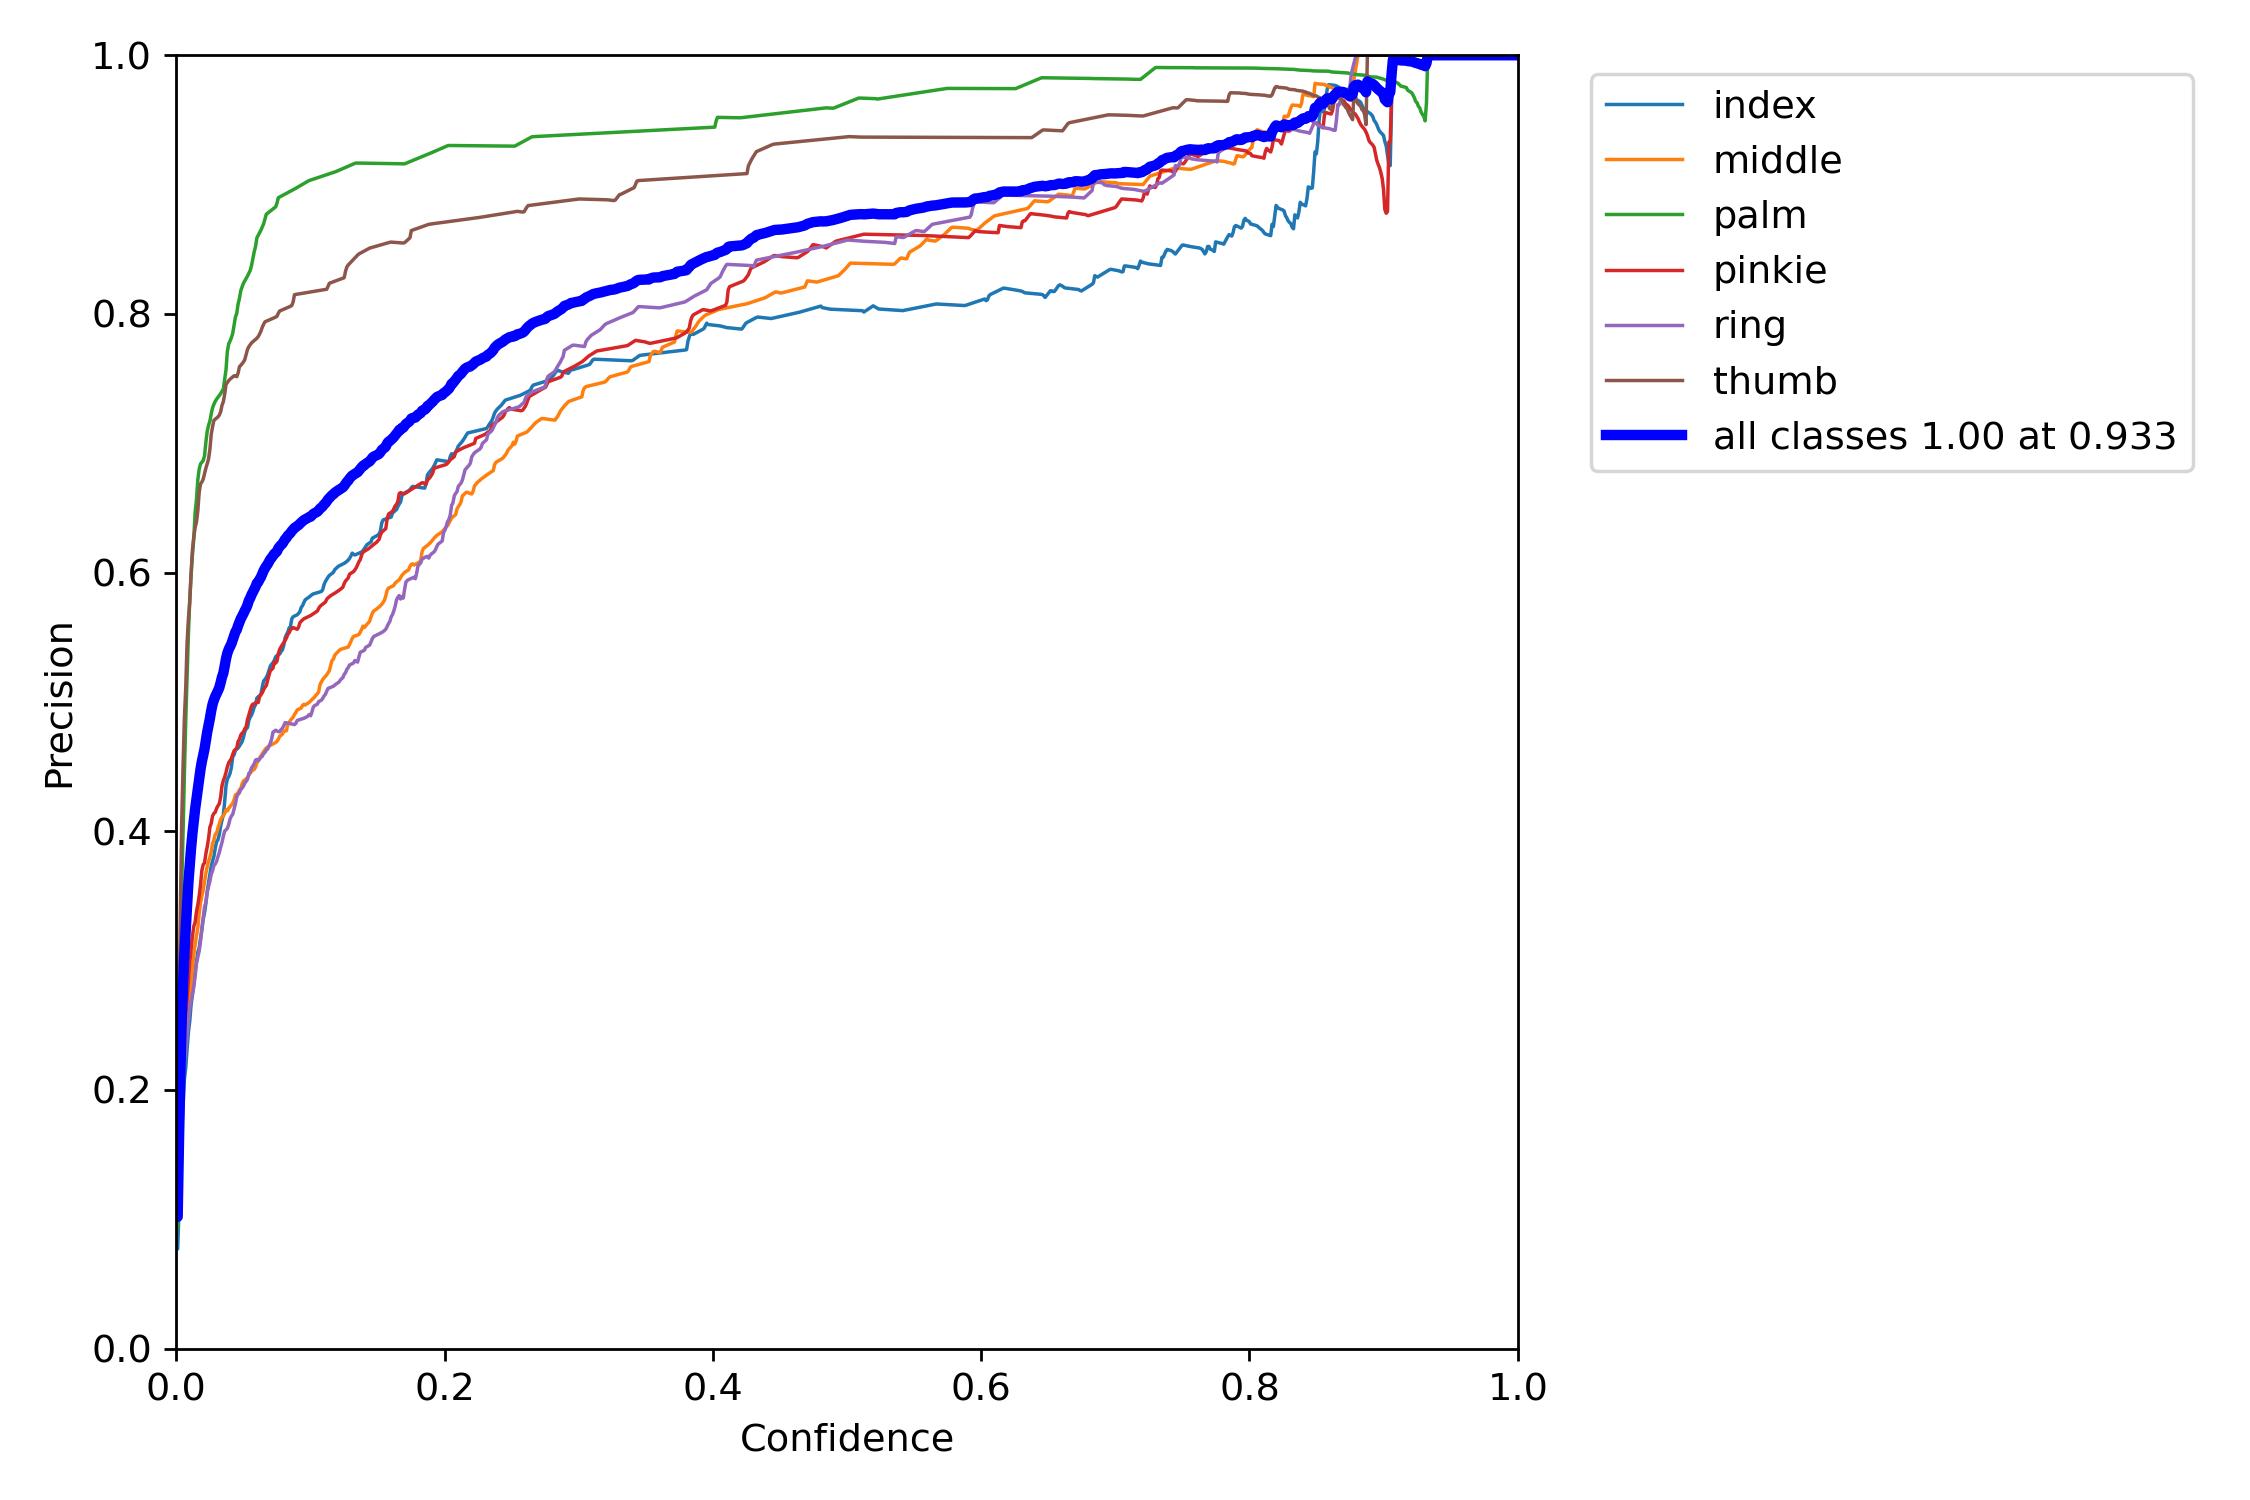 1.0
0.8
0.6
0.4
0.2
0.0
Precision
0.0 0.2 0.4 0.6 0.8 1.0
Confidence
index
middle
palm
pinkie
ring
thumb
all classes 1.00 at 0.933